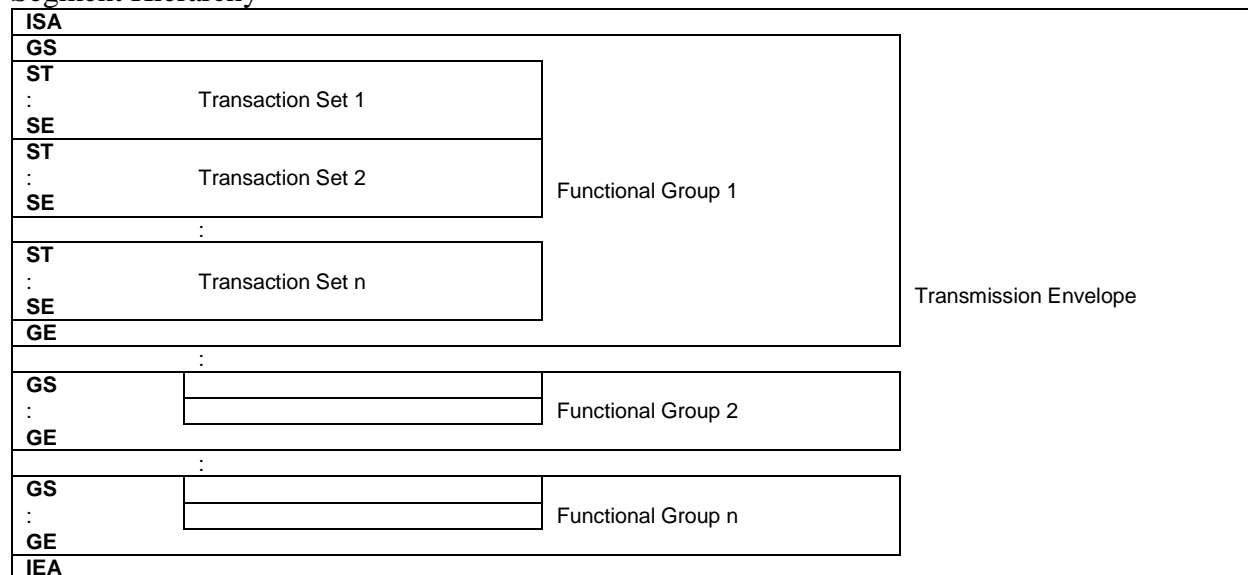 Segment Hierarchy
ISA
GS
ST
: Transaction Set 1
SE
ST
: Transaction Set 2
SE
Functional Group 1
:
ST
: Transaction Set n
SE
Transmission Envelope
GE
:
GS
: Functional Group 2
GE
:
GS
: Functional Group n
GE
IEA